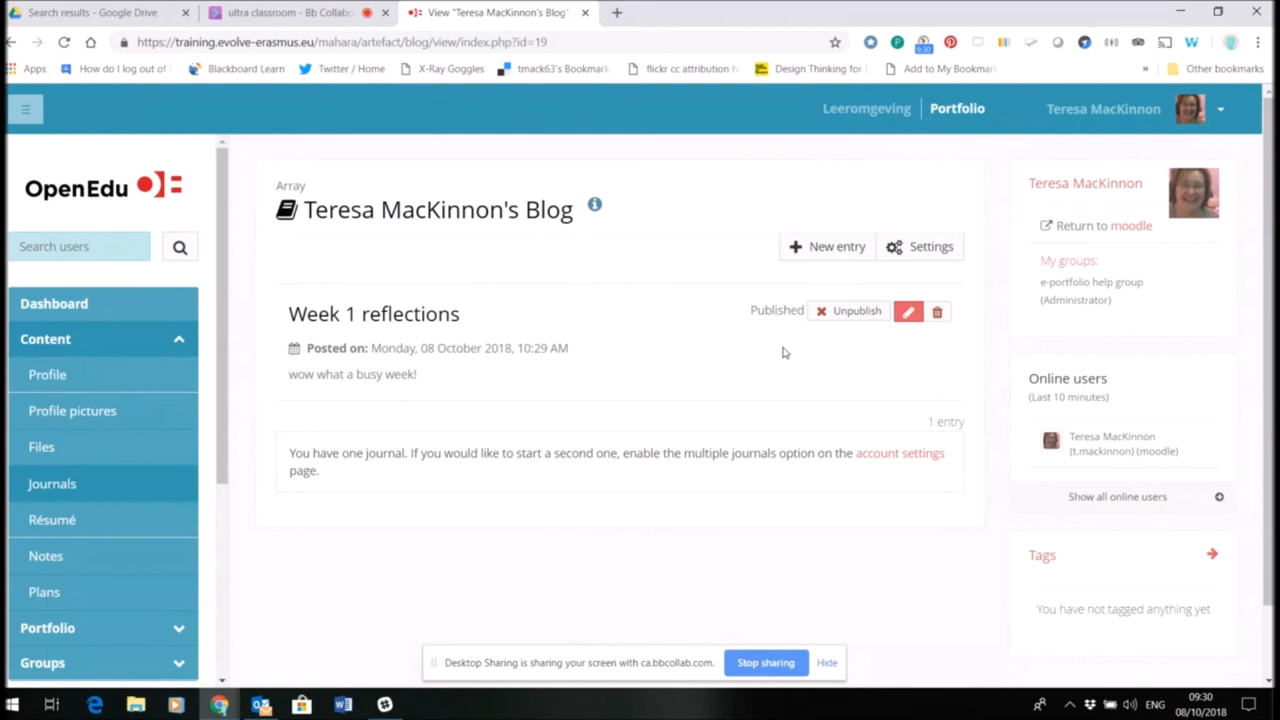 Search results - Google Drive
ultra classroom - Bb Collabo
View "Teresa MacKinnon's Blog"
https://training.evolve-erasmus.eu/mahara/artefact/blog/view/index.php?id=19
9:30
Apps
How do I log out of
Blackboard Learn
Twitter / Home
X-Ray Goggles
tmack63's Bookmark
flickr cc attribution h
Design Thinking for
Add to My Bookmar
»
Other bookmarks
Leeromgeving
Portfolio
Teresa MacKinnon
OpenEdu
Search users
Dashboard
Content
Profile
Profile pictures
Files
Journals
Résumé
Notes
Plans
Portfolio
Groups
Array
Teresa MacKinnon's Blog
New entry
Settings
Week 1 reflections
Published
Unpublish
Posted on: Monday, 08 October 2018, 10:29 AM
wow what a busy week!
1 entry
You have one journal. If you would like to start a second one, enable the multiple journals option on the account settings
page.
Teresa MacKinnon
Return to moodle
My groups:
e-portfolio help group
(Administrator)
Online users
(Last 10 minutes)
Teresa MacKinnon
(t.mackinnon) (moodle)
Show all online users
Tags
You have not tagged anything yet
Desktop Sharing is sharing your screen with ca.bbcollab.com.
Stop sharing
Hide
ENG
09:30
08/10/2018